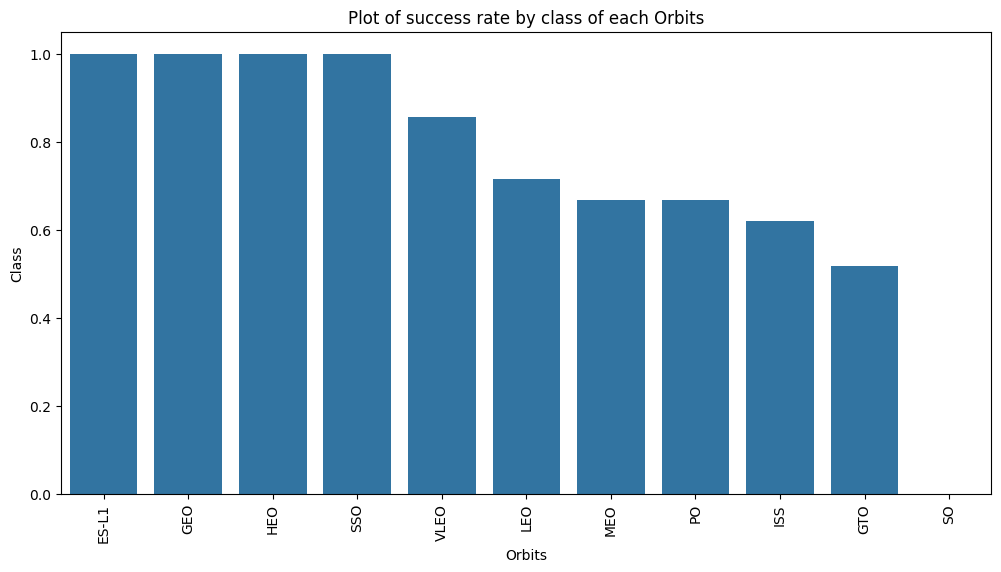 Plot of success rate by class of each Orbits
1.0
0.8
0.6
0.4
0.2
0.0
Class
ES-L1
GEO
HEO
SSO
VLEO
LEO
MEO
PO
ISS
GTO
SO
Orbits